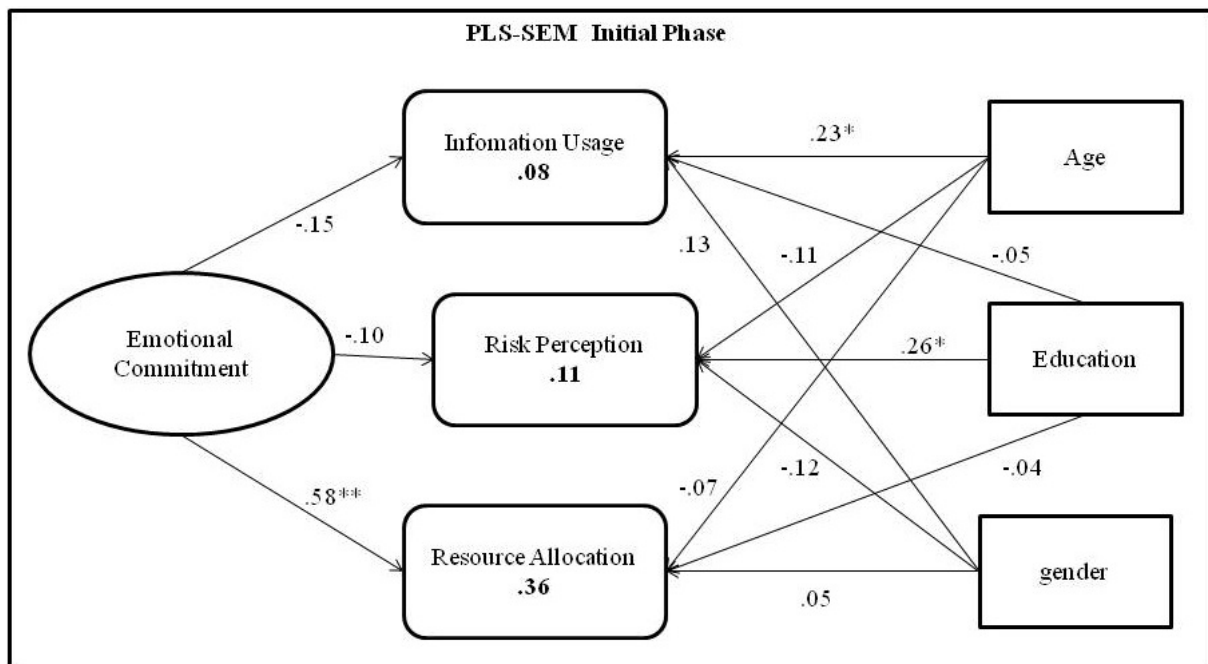 PLS-SEM Initial Phase
Infomation Usage
.08
.23*
Age
-.15
.13
-.11
-.05
Emotional
Commitment
-.10
Risk Perception
.11
.26*
Education
.58**
-.07
-.12
-.04
Resource Allocation
.36
.05
gender